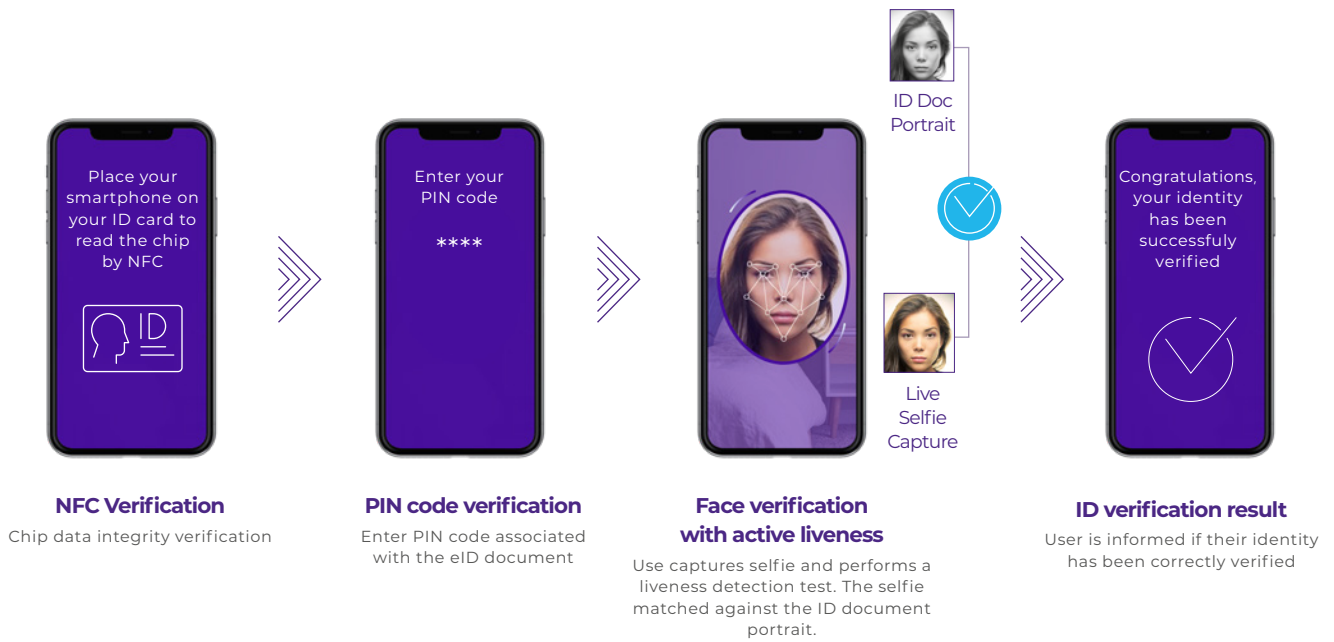 Place your
smartphone on
your ID card to
read the chip
by NFC
ID
NFC Verification
Chip data integrity verification
Enter your
PIN code
****
PIN code verification
Enter PIN code associated
with the eID document
ID Doc
Portrait
Live
Selfie
Capture
Face verification
with active liveness
Use captures selfie and performs a
liveness detection test. The selfie
matched against the ID document
portrait.
Congratulations,
your identity
has been
successfuly
verified
ID verification result
User is informed if their identity
has been correctly verified